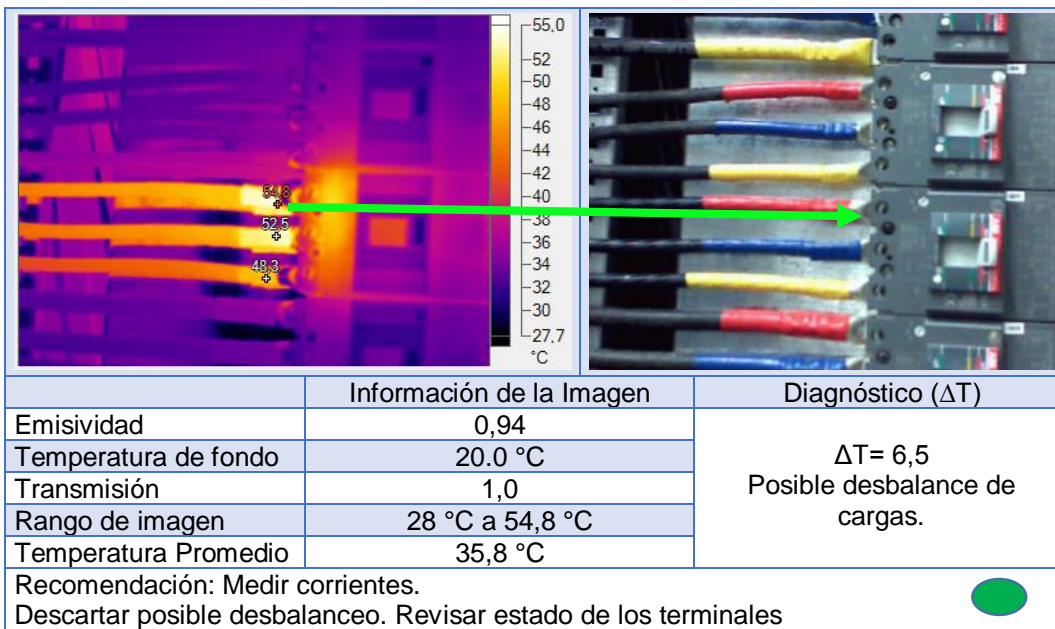 55,0
52
50
48
46
44
42
40
38
36
34
32
30
27,7
°C
54,8
52,5
48,3
Información de la Imagen Diagnóstico (∆T)
Emisividad 0,94
Temperatura de fondo 20.0 °C
Transmisión 1,0
Rango de imagen 28 °C a 54,8 °C
Temperatura Promedio 35,8 °C
ΔT= 6,5
Posible desbalance de
cargas.
Recomendación: Medir corrientes.
Descartar posible desbalanceo. Revisar estado de los terminales